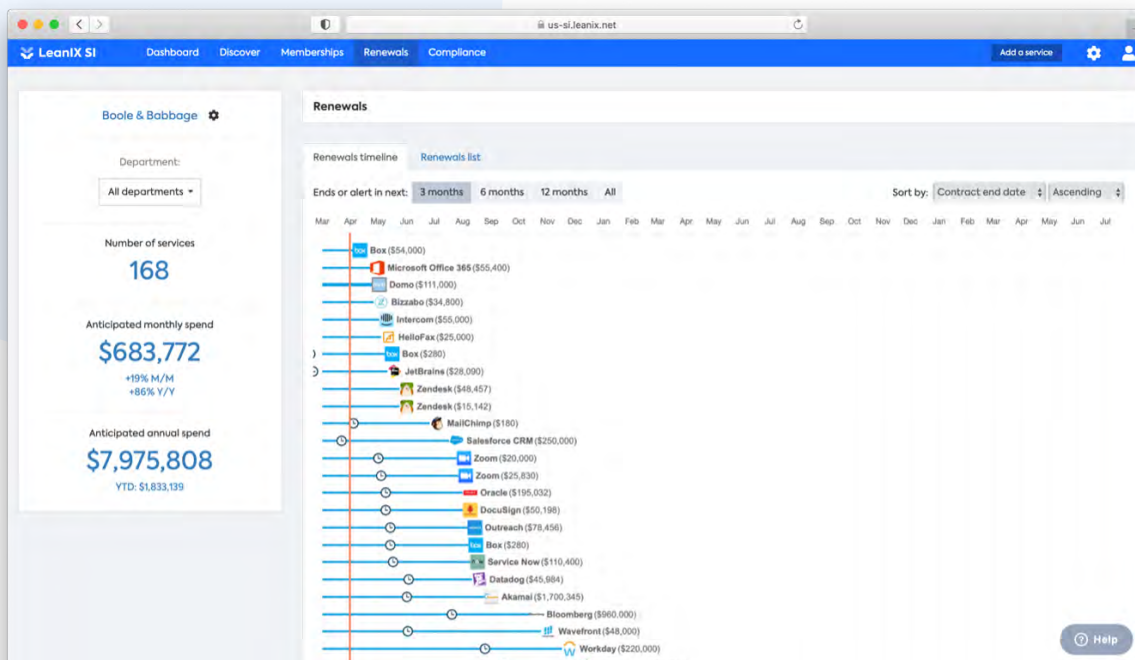 us-si.leanix.net
LeanIX SI Dashboard Discover Memberships Renewals Compliance Add a service
Boole & Babbage
Department:
All departments
Number of services
168
Anticipated monthly spend
$683,772
+19% M/M
+86% Y/Y
Anticipated annual spend
$7,975,808
YTD: $1,833,139
Renewals
Renewals timeline Renewals list
Ends or alert in next: 3 months 6 months 12 months All Sort by: Contract end date Ascending
Mar Apr May Jun Jul Aug Sep Oct Nov Dec Jan Feb Mar Apr May Jun Jul Aug Sep Oct Nov Dec Jan Feb Mar Apr May Jun Jul
box Box ($54,000)
Microsoft Office 365 ($55,400)
Domo ($111,000)
Bizzabo ($34,800)
Intercom ($55,000)
HelloFax ($25,000)
box Box ($280)
JetBrains ($28,090)
Zendesk ($48,457)
Zendesk ($15,142)
MailChimp ($180)
Salesforce CRM ($250,000)
Zoom ($20,000)
Zoom ($25,830)
Oracle ($195,032)
DocuSign ($50,198)
Outreach ($78,456)
box Box ($280)
Service Now ($110,400)
Datadog ($45,984)
Akamai ($1,700,345)
Bloomberg ($960,000)
Wavefront ($48,000)
Workday ($220,000)
Help